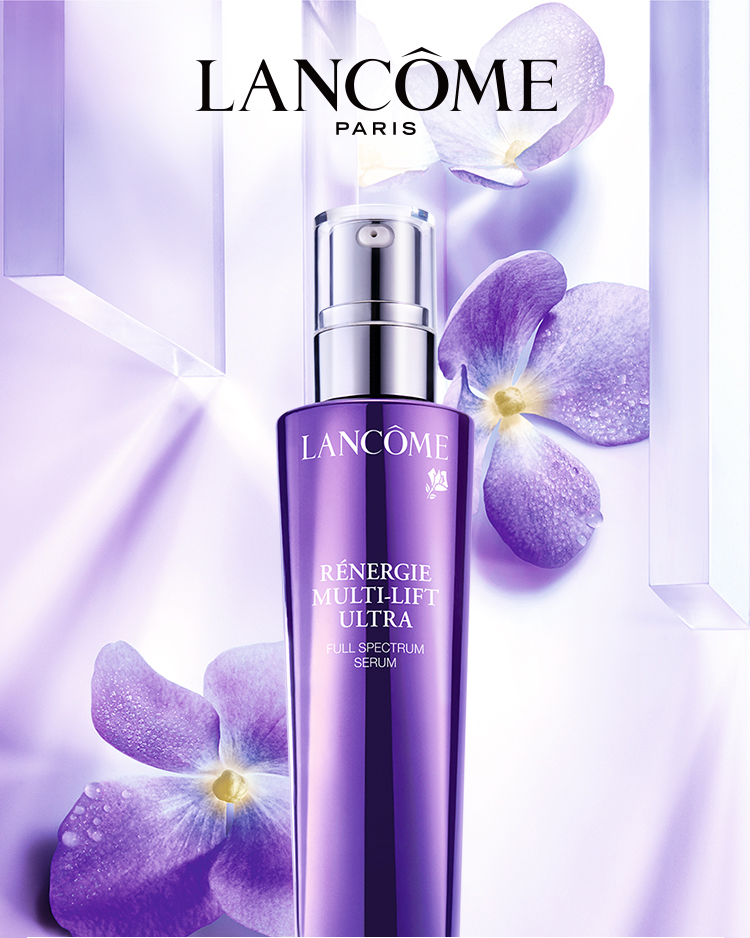 LANCÔME
PARIS
LANCÔME
RÉNERGIE
MULTI-LIFT
ULTRA
FULL SPECTRUM
SERUM